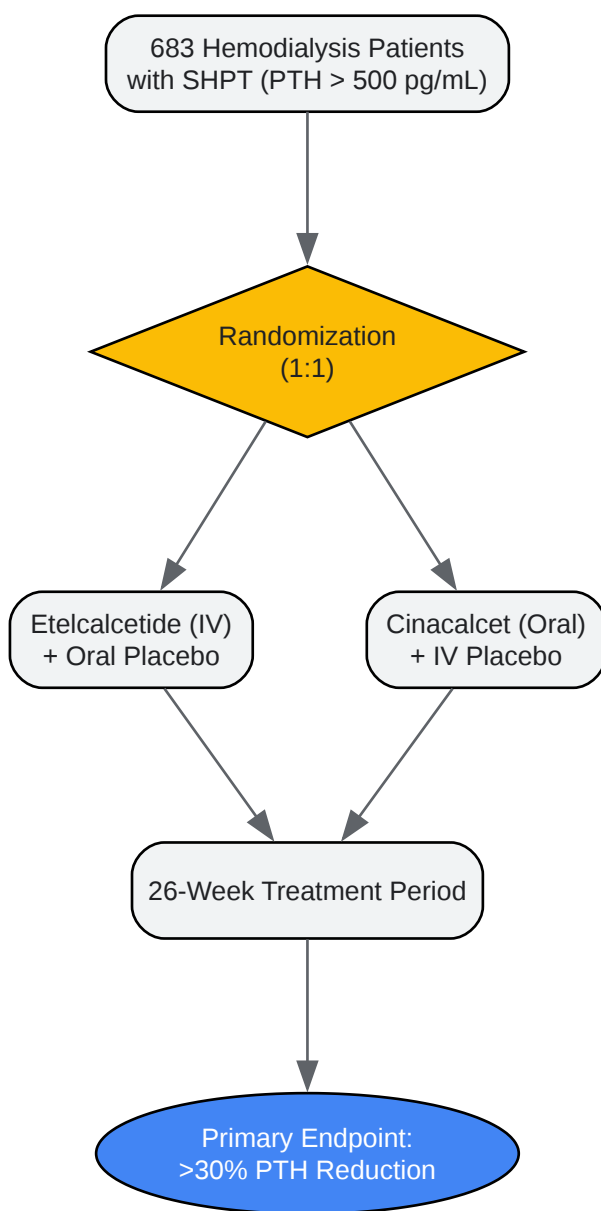 683 Hemodialysis Patients
with SHPT (PTH > 500 pg/mL)
Randomization
(1:1)
Etelcalcetide (IV)
+ Oral Placebo
Cinacalcet (Oral)
+ IV Placebo
26-Week Treatment Period
Primary Endpoint:
>30% PTH Reduction